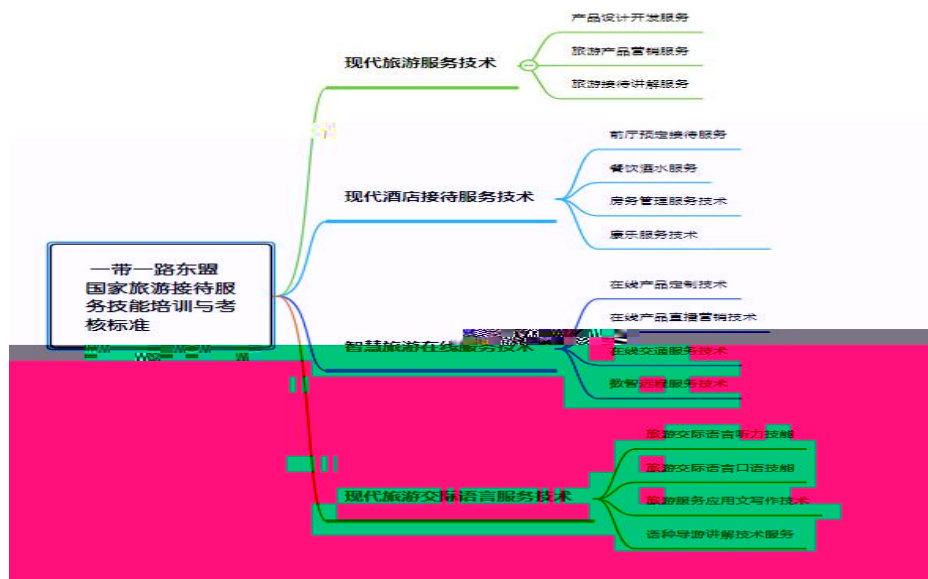 一带一路东盟
国家旅游接待服
务技能培训与考
核标准
现代旅游服务技术
产品设计开发服务
旅游产品营销服务
旅游接待讲解服务
现代酒店接待服务技术
前厅预定接待服务
餐饮酒水服务
房务管理服务技术
康乐服务技术
智慧旅游在线服务技术
在线产品定制技术
在线产品直播营销技术
在线交通服务技术
数智远程服务技术
现代旅游交际语言服务技术
旅游交际语言听力技能
旅游交际语言口语技能
旅游服务应用文写作技术
语种导游讲解技术服务